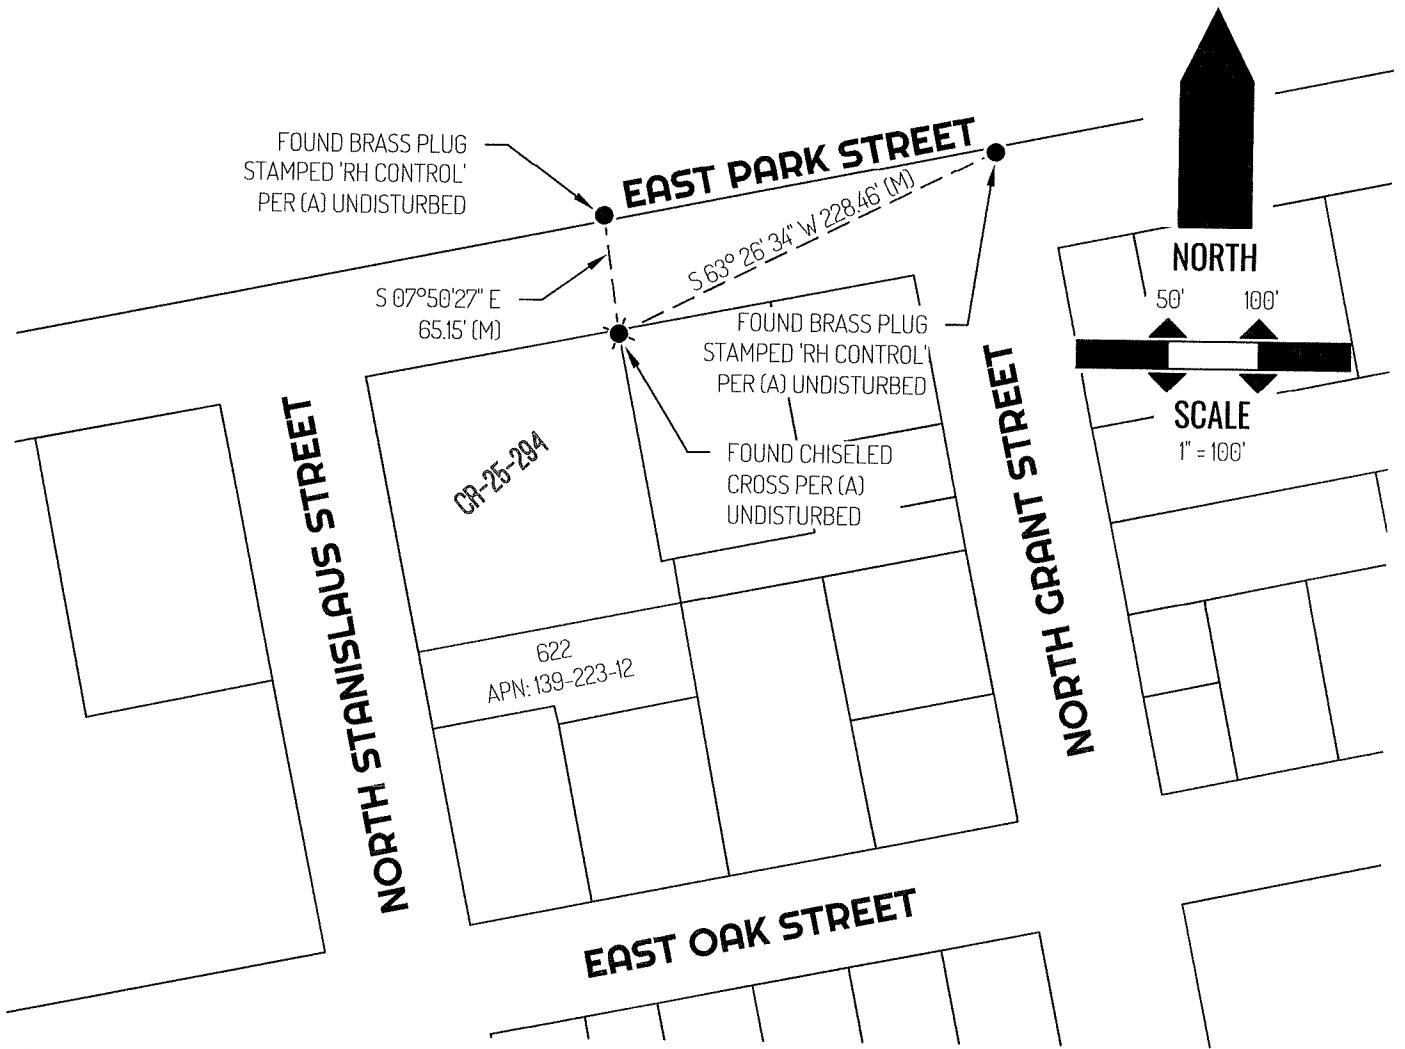 FOUND BRASS PLUG
STAMPED 'RH CONTROL'
PER (A) UNDISTURBED
EAST PARK STREET
S 63° 26' 34" W 228.46' (M)
S 07°50'27" E
65.15' (M)
NORTH
50' 100'
SCALE
1" = 100'
FOUND BRASS PLUG
STAMPED 'RH CONTROL'
PER (A) UNDISTURBED
FOUND CHISELED
CROSS PER (A)
UNDISTURBED
CR-25-294
NORTH STANISLAUS STREET
NORTH GRANT STREET
622
APN: 139-223-12
EAST OAK STREET